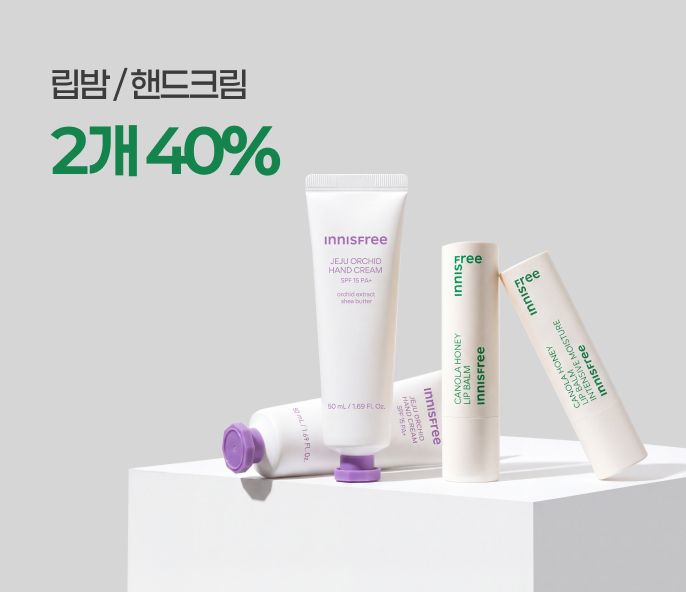 립밤 / 핸드크림
2개 40%
INNISFree
JEJU ORCHID
HAND CREAM
SPF 15 PA+
orchid extract
shea butter
50 mL / 1.69 FL Oz.
INNISFree
JEJU ORCHID
HAND CREAM
SPF 15 PA+
50 mL / 1.69 FL Oz.
INNISFree
CANOLA HONEY
LIP BALM
INNISFree
INNISFree
CANOLA HONEY
LIP BALM
INTENSIVE MOISTURE
INNISFree